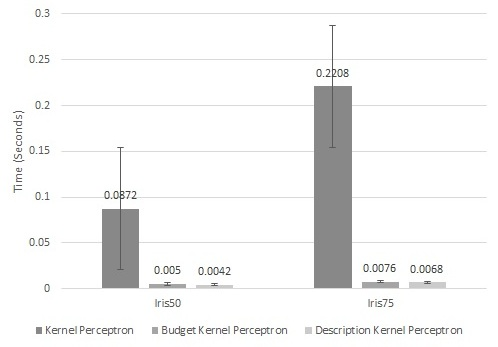 0.3
0.25
0.2
0.15
0.1
0.05
0
Time (Seconds)
0.0872
0.005
0.0042
0.2208
0.0076
0.0068
Iris50
Iris75
Kernel Perceptron
Budget Kernel Perceptron
Description Kernel Perceptron